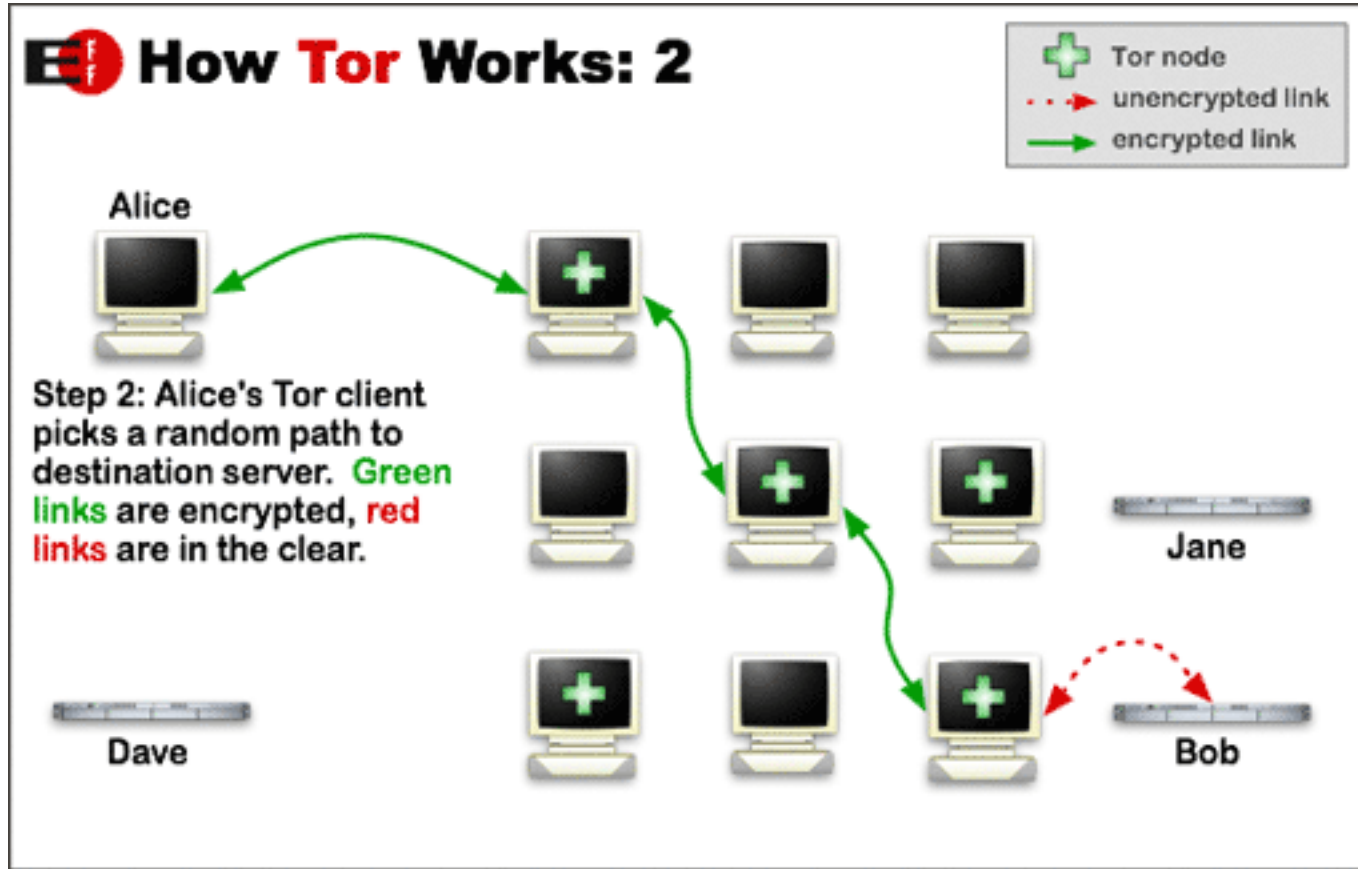 EFF How Tor Works: 2
Tor node
unencrypted link
encrypted link
Alice
Step 2: Alice's Tor client
picks a random path to
destination server. Green
links are encrypted, red
links are in the clear.
Jane
Dave
Bob